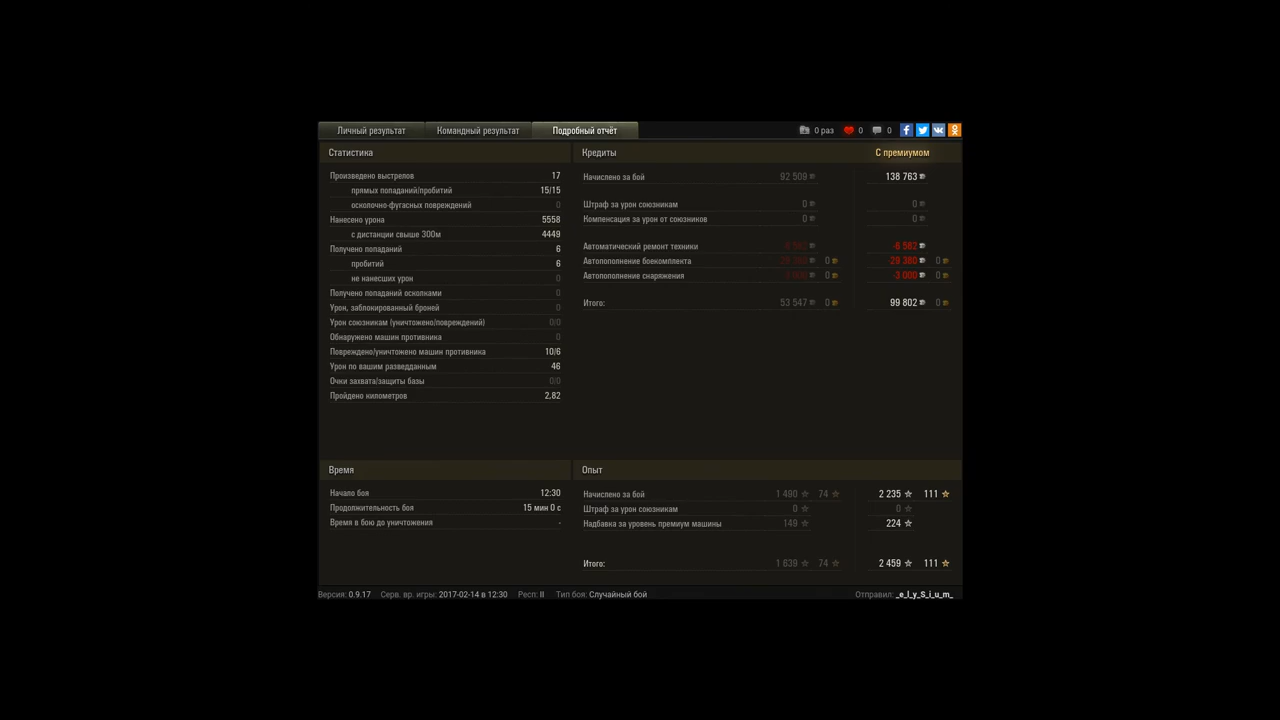 Личный результат Командный результат Подробный отчёт 0 раз 0 0
Статистика
Произведено выстрелов 17
прямых попаданий/пробитий 15/15
осколочно-фугасных повреждений 0
Нанесено урона 5558
с дистанции свыше 300м 4449
Получено попаданий 6
пробитий 6
не нанесших урон 0
Получено попаданий осколками 0
Урон, заблокированный броней 0
Урон союзникам (уничтожено/повреждений) 0/0
Обнаружено машин противника 0
Повреждено/уничтожено машин противника 10/6
Урон по вашим разведданным 46
Очки захвата/защиты базы 0/0
Пройдено километров 2,82
Кредиты С премиумом
Начислено за бой 92 509 138 763
Штраф за урон союзникам 0 0
Компенсация за урон от союзников 0 0
Автоматический ремонт техники -6 582
Автопополнение боекомплекта 0 29 380 0
Автопополнение снаряжения 0 -3 000 0
Итого: 53 547 0 99 802 0
Время
Начало боя 12:30
Продолжительность боя 15 мин 0 с
Время в бою до уничтожения -
Опыт
Начислено за бой 1 490 74 2 235 111
Штраф за урон союзникам 0 0
Надбавка за уровень премиум машины 149 224
Итого: 1 639 74 2 459 111
Версия: 0.9.17 Серв. вр. игры: 2017-02-14 в 12:30 Респ: II Тип боя: Случайный бой Отправил: _e_l_y_S_i_u_m_